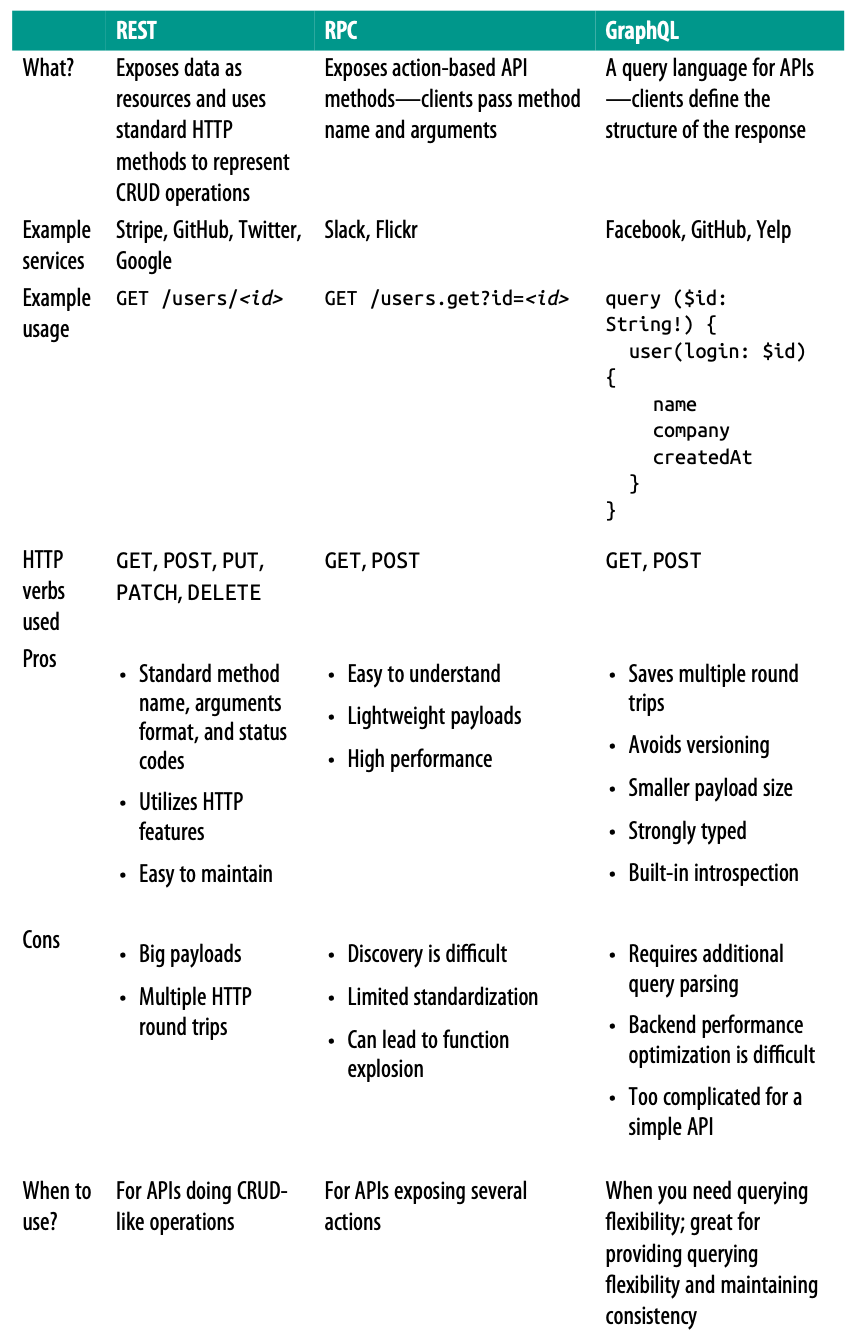 REST RPC GraphQL
What? Exposes data as Exposes action-based API A query language for APIs
resources and uses methods—clients pass method —clients define the
standard HTTP name and arguments structure of the response
methods to represent
CRUD operations
Example Stripe, GitHub, Twitter, Slack, Flickr Facebook, GitHub, Yelp
services Google
Example GET /users/<id> GET /users.get?id=<id> query ($id:
usage String!) {
user(login: $id)
{
name
company
createdAt
}
}
HTTP GET, POST, PUT, GET, POST GET, POST
verbs PATCH, DELETE
used
Pros
• Standard method • Easy to understand • Saves multiple round
name, arguments trips
format, and status • Lightweight payloads
codes • High performance • Avoids versioning
• Utilizes HTTP • Smaller payload size
features • Strongly typed
• Easy to maintain • Built-in introspection
Cons
• Big payloads • Discovery is difficult • Requires additional
query parsing
• Multiple HTTP • Limited standardization
round trips • Can lead to function • Backend performance
explosion optimization is difficult
• Too complicated for a
simple API
When to For APIs doing CRUD- For APIs exposing several When you need querying
use? like operations actions flexibility; great for
providing querying
flexibility and maintaining
consistency